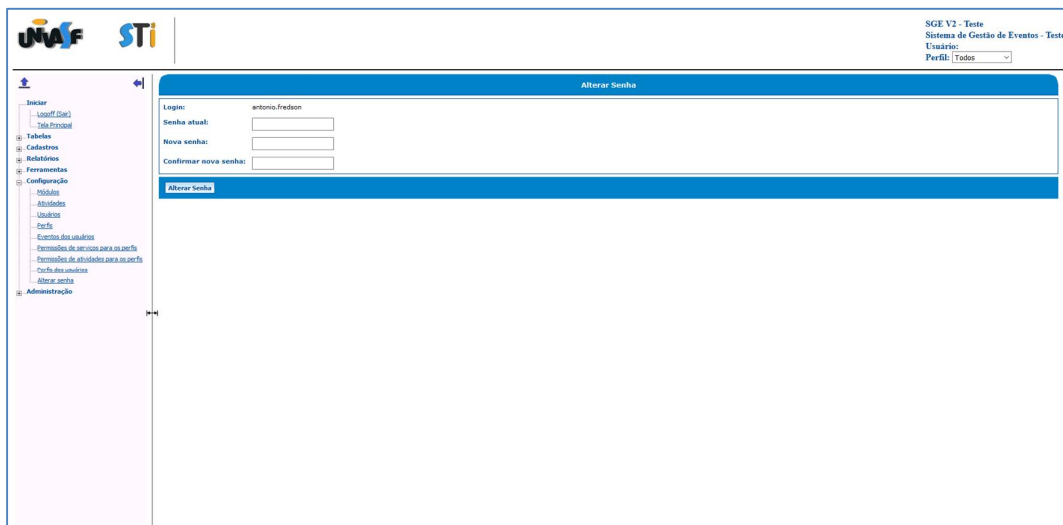 UNIVASF STi
SGE V2 - Teste
Sistema de Gestão de Eventos - Teste
Usuário:
Perfil: Todos
Iniciar
Logoff (Sair)
Tela Principal
Tabelas
Cadastros
Relatórios
Ferramentas
Configuração
Módulos
Atividades
Usuários
Perfis
Eventos dos usuários
Permissões de serviços para os perfis
Permissões de atividades para os perfis
Perfis dos usuários
Alterar senha
Administração
Alterar Senha
Login: antonio.fredson
Senha atual:
Nova senha:
Confirmar nova senha:
Alterar Senha